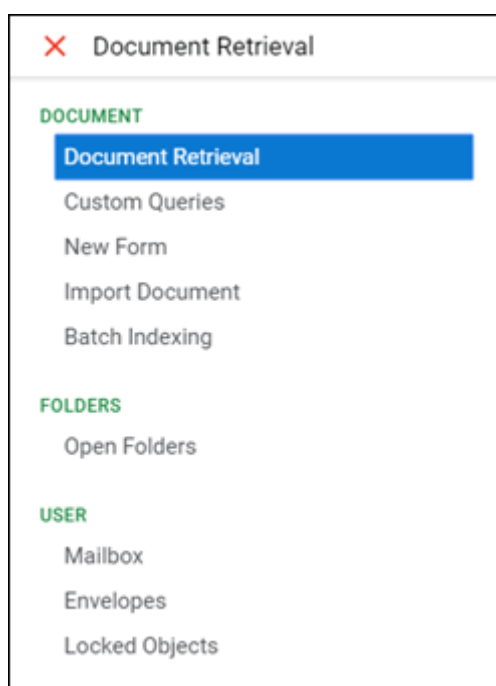 Document Retrieval
DOCUMENT
Document Retrieval
Custom Queries
New Form
Import Document
Batch Indexing
FOLDERS
Open Folders
USER
Mailbox
Envelopes
Locked Objects